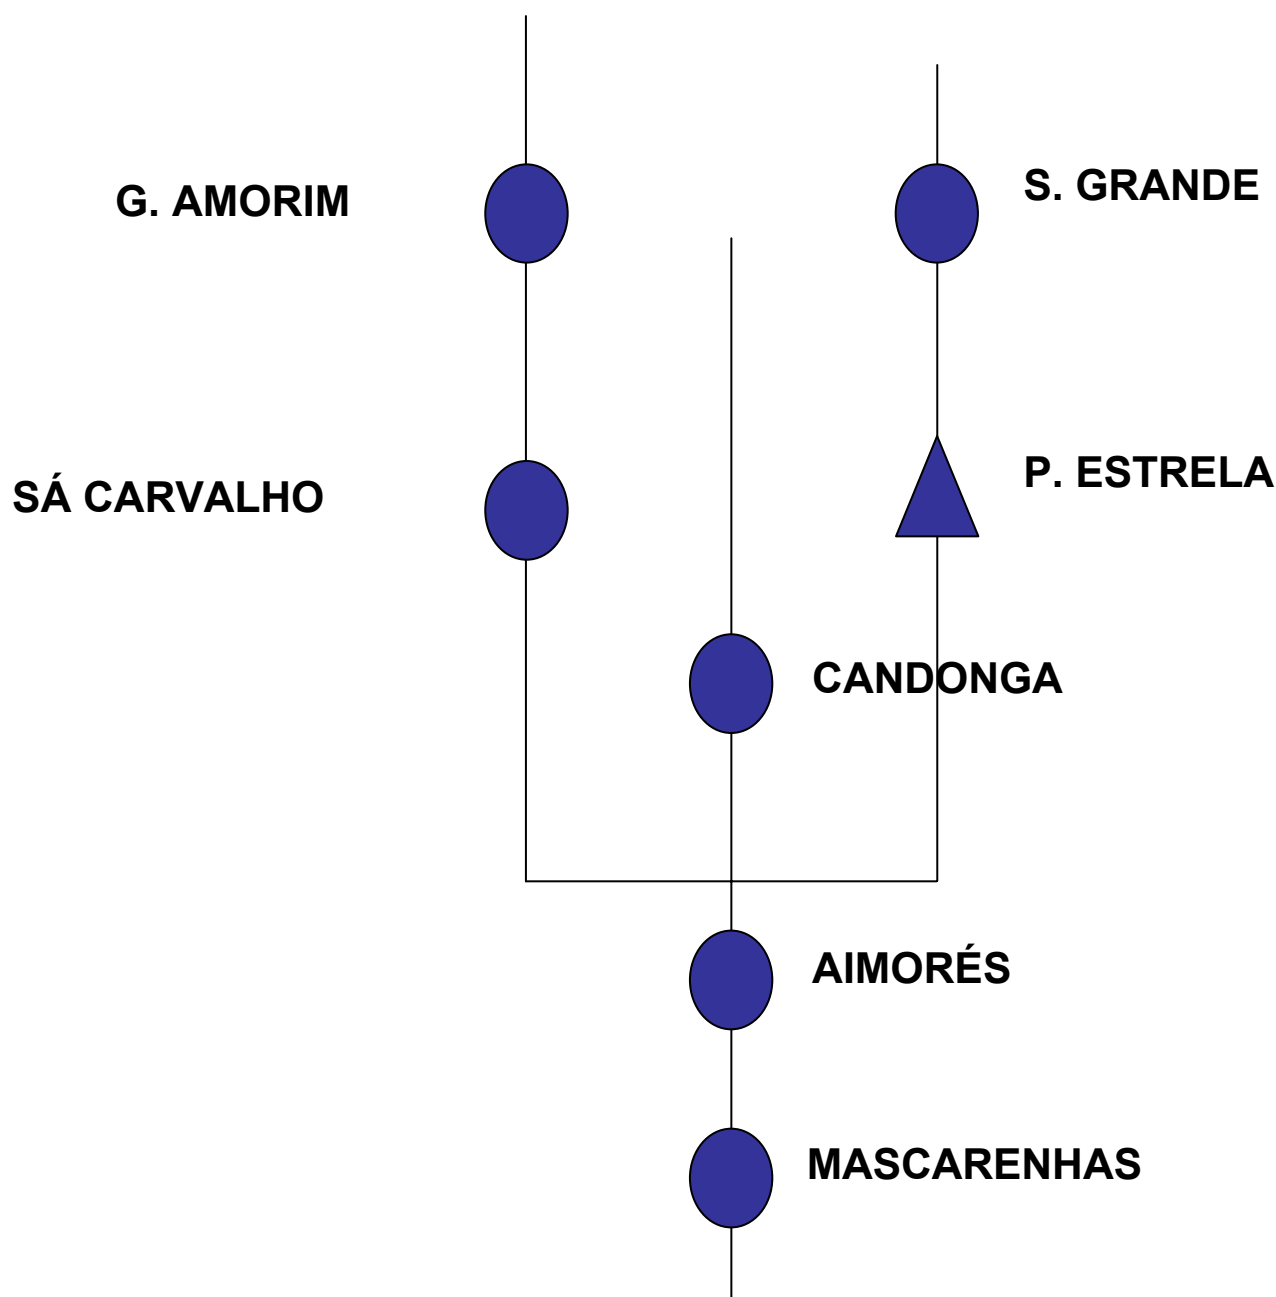 G. AMORIM
S. GRANDE
SÁ CARVALHO
P. ESTRELA
CANDONGA
AIMORÉS
MASCARENHAS